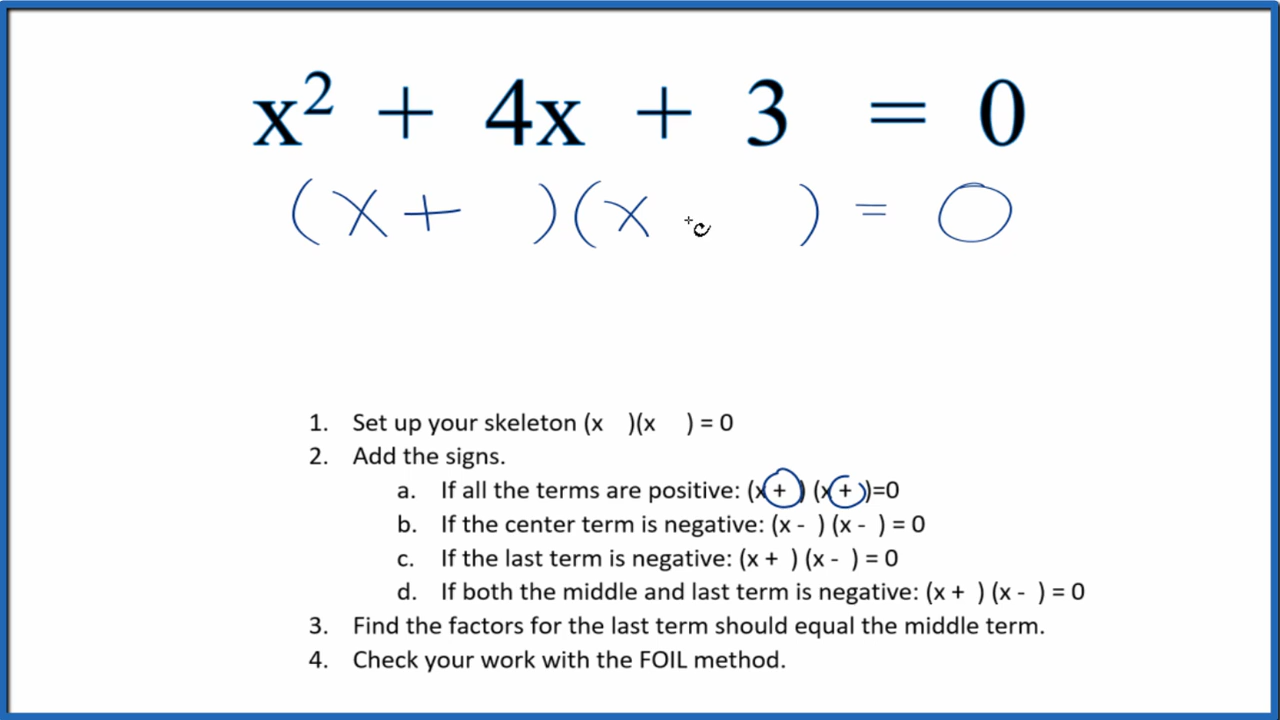 x² + 4x + 3 = 0
(x + )(x )= 0
1. Set up your skeleton (x )(x ) = 0
2. Add the signs.
a. If all the terms are positive: (x + ) (x + )=0
b. If the center term is negative: (x - ) (x - ) = 0
c. If the last term is negative: (x + ) (x - ) = 0
d. If both the middle and last term is negative: (x + ) (x - ) = 0
3. Find the factors for the last term should equal the middle term.
4. Check your work with the FOIL method.